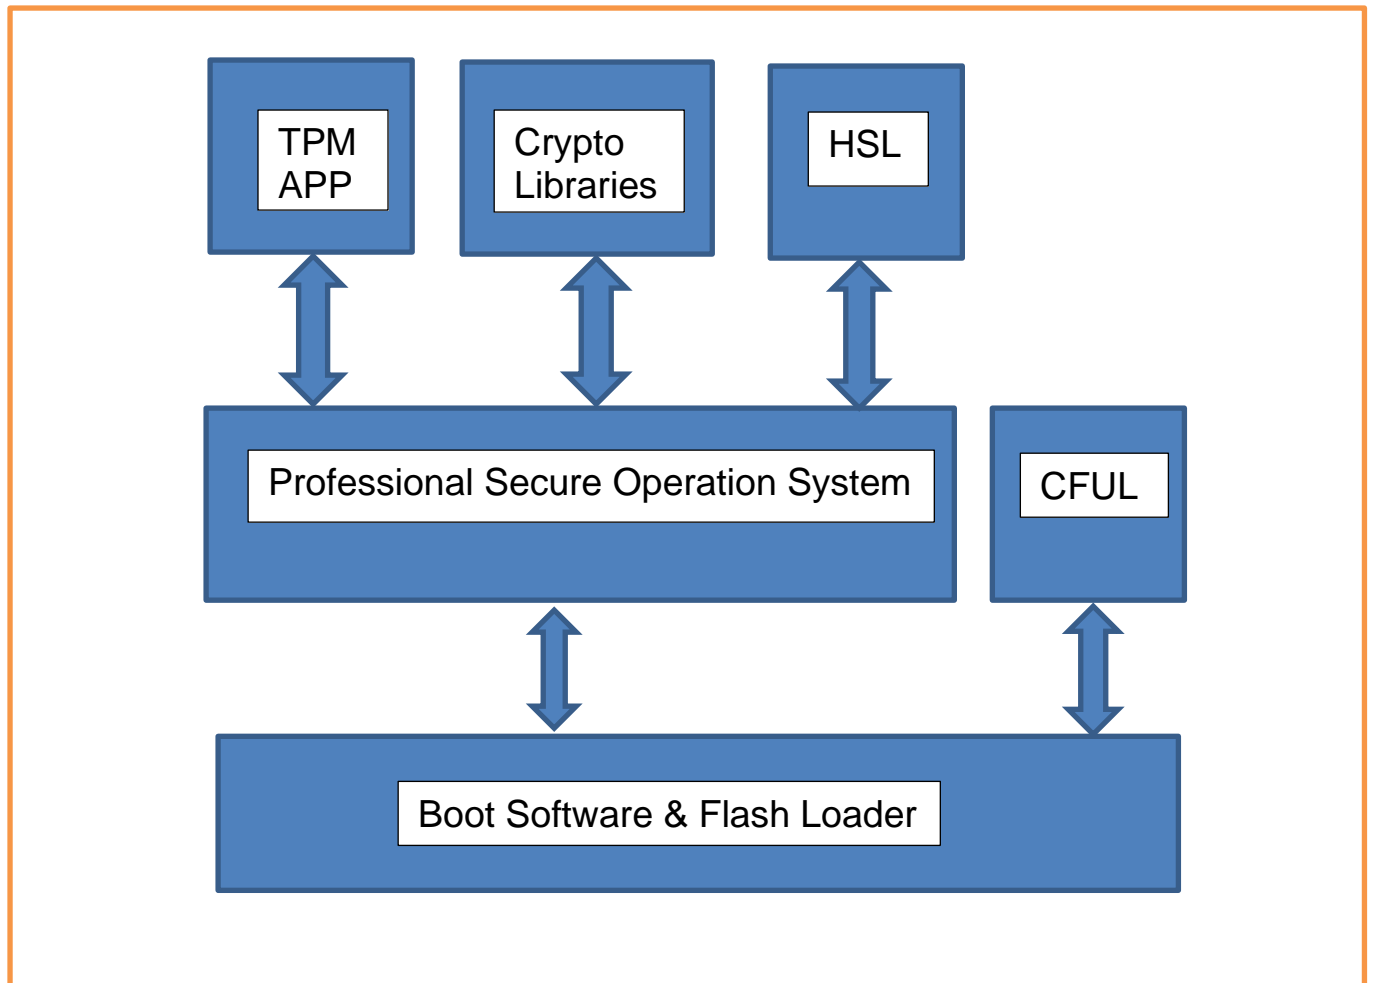 TPM
APP
Crypto
Libraries
HSL
Professional Secure Operation System
CFUL
Boot Software & Flash Loader